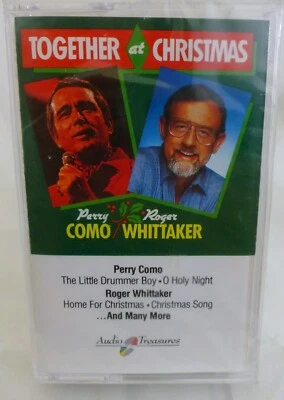 TOGETHER at CHRISTMAS
Perry Roger
COMO WHITTAKER
Perry Como
The Little Drummer Boy • O Holy Night
Roger Whittaker
Home For Christmas • Christmas Song
...And Many More
Audio Treasures